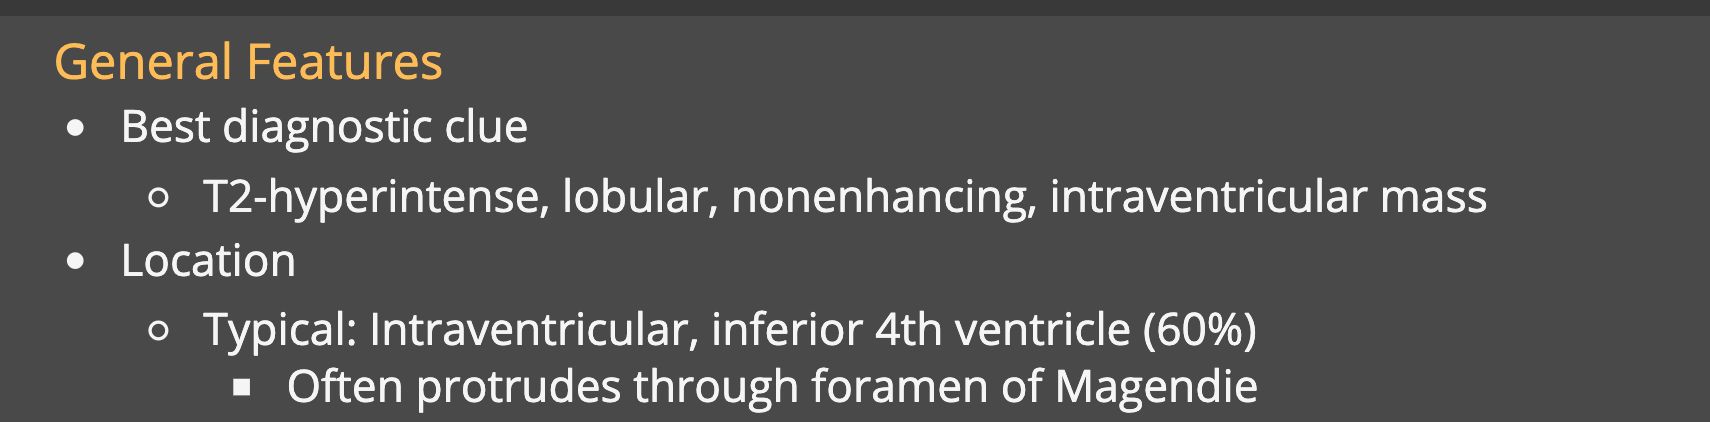 General Features
• Best diagnostic clue
○ T2-hyperintense, lobular, nonenhancing, intraventricular mass
• Location
○ Typical: Intraventricular, inferior 4th ventricle (60%)
■ Often protrudes through foramen of Magendie